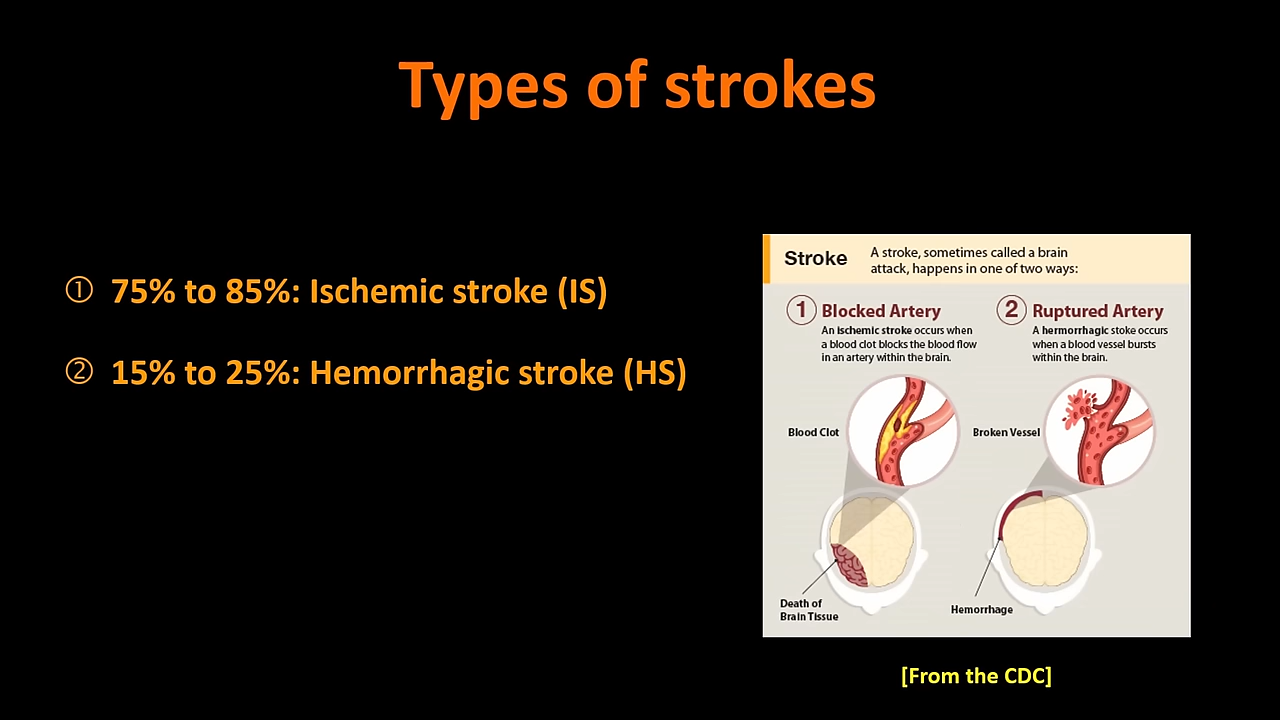 Types of strokes
① 75% to 85%: Ischemic stroke (IS)
② 15% to 25%: Hemorrhagic stroke (HS)
Stroke
A stroke, sometimes called a brain
attack, happens in one of two ways:
1 Blocked Artery
An ischemic stroke occurs when
a blood clot blocks the blood flow
in an artery within the brain.
2 Ruptured Artery
A hermorrhagic stoke occurs
when a blood vessel bursts
within the brain.
Blood Clot
Broken Vessel
Death of
Brain Tissue
Hemorrhage
[From the CDC]